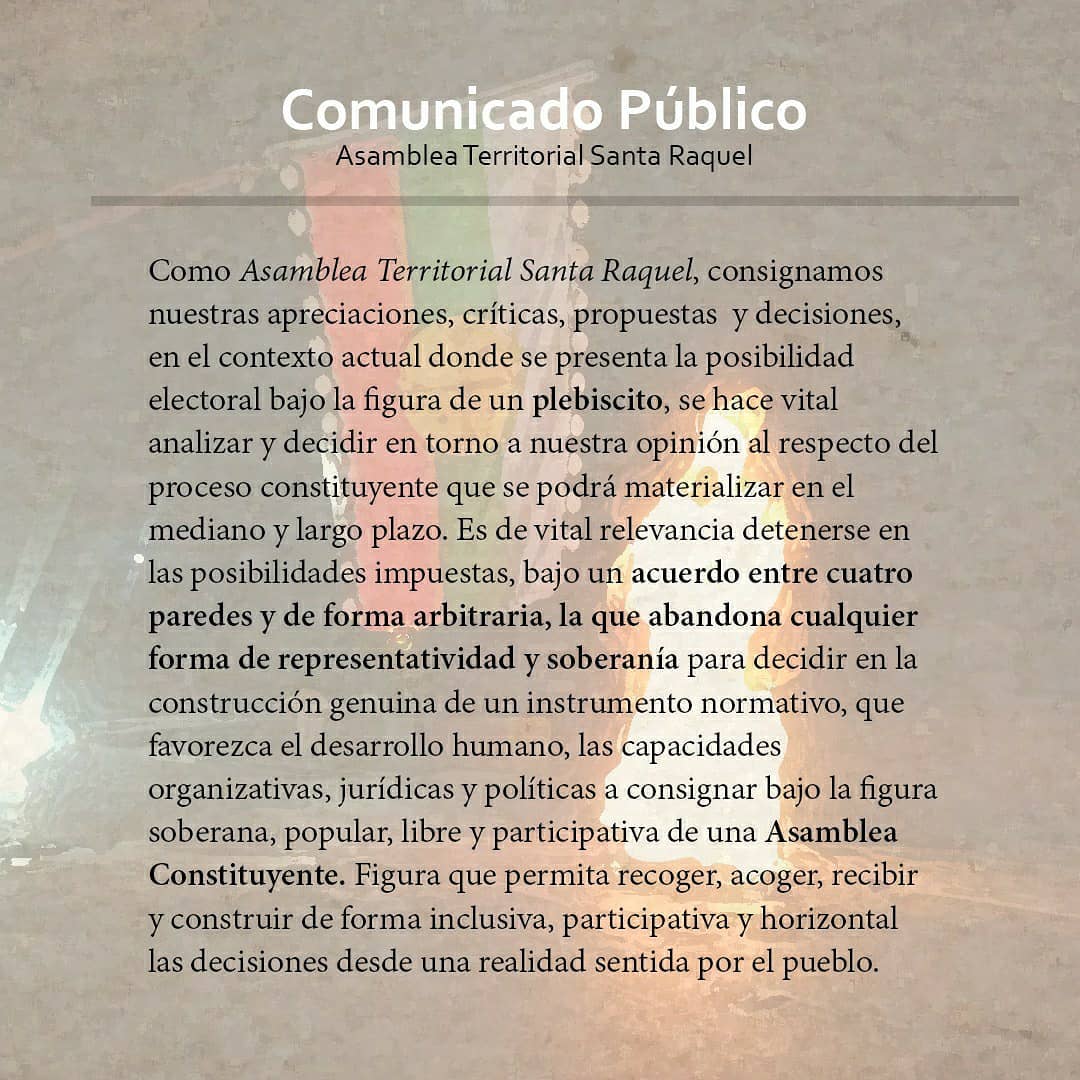 Comunicado Público
Asamblea Territorial Santa Raquel
Como Asamblea Territorial Santa Raquel, consignamos
nuestras apreciaciones, críticas, propuestas  y decisiones,
en el contexto actual donde se presenta la posibilidad
electoral bajo la figura de un plebiscito, se hace vital
analizar y decidir en torno a nuestra opinión al respecto del
proceso constituyente que se podrá materializar en el
mediano y largo plazo. Es de vital relevancia detenerse en
las posibilidades impuestas, bajo un acuerdo entre cuatro
paredes y de forma arbitraria, la que abandona cualquier
forma de representatividad y soberanía para decidir en la
construcción genuina de un instrumento normativo, que
favorezca el desarrollo humano, las capacidades
organizativas, jurídicas y políticas a consignar bajo la figura
soberana, popular, libre y participativa de una Asamblea
Constituyente. Figura que permita recoger, acoger, recibir
y construir de forma inclusiva, participativa y horizontal
las decisiones desde una realidad sentida por el pueblo.